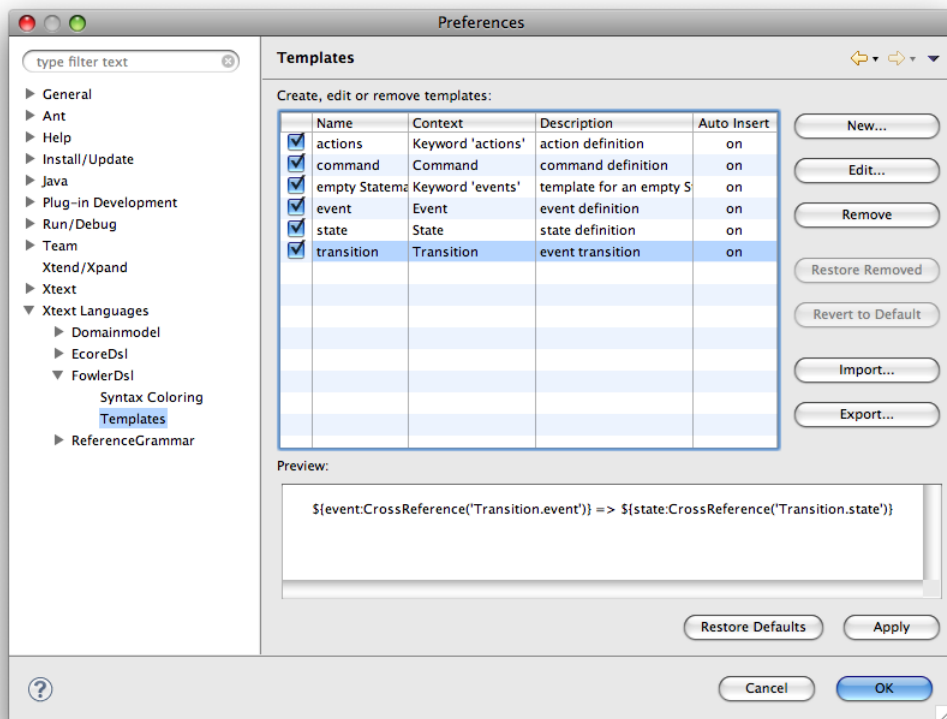 Preferences
type filter text
General
Ant
Help
Install/Update
Java
Plug-in Development
Run/Debug
Team
Xtend/Xpand
Xtext
Xtext Languages
Domainmodel
EcoreDsl
FowlerDsl
Syntax Coloring
Templates
ReferenceGrammar
Templates
Create, edit or remove templates:
Name Context Description Auto Insert
actions Keyword 'actions' action definition on
command Command command definition on
empty Statema Keyword 'events' template for an empty S on
event Event event definition on
state State state definition on
transition Transition event transition on
New...
Edit...
Remove
Restore Removed
Revert to Default
Import...
Export...
Preview:
${event:CrossReference('Transition.event')} => ${state:CrossReference('Transition.state')}
Restore Defaults Apply
? Cancel OK